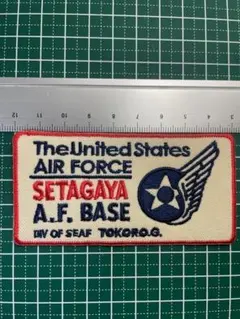 The United States
AIR FORCE
SETAGAYA
A.F. BASE
DIV OF SEAF TOKORO.G.